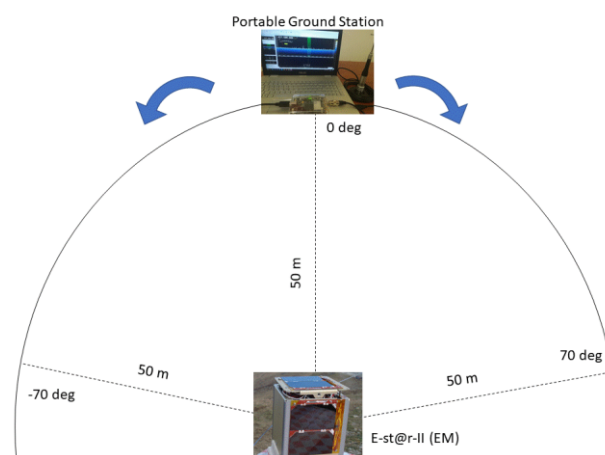 Portable Ground Station
0 deg
50 m
50 m
50 m
70 deg
-70 deg
E-st@r-II (EM)